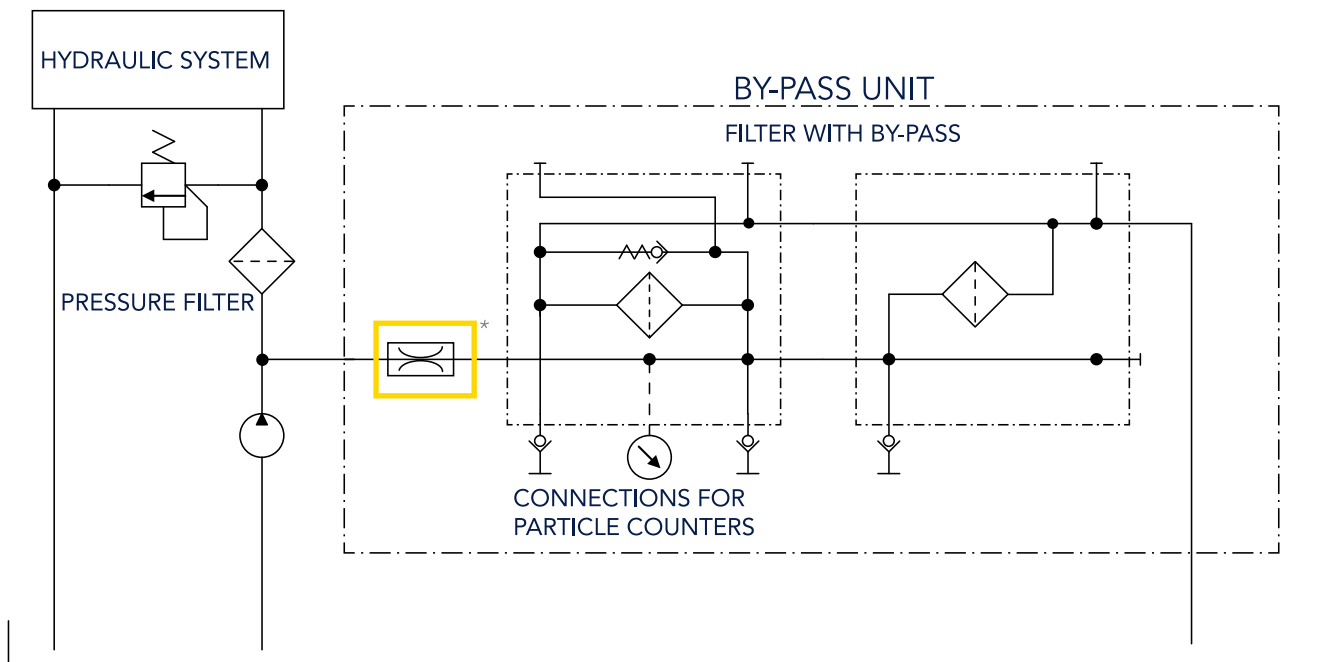 HYDRAULIC SYSTEM
BY-PASS UNIT
FILTER WITH BY-PASS
PRESSURE FILTER
*
CONNECTIONS FOR
PARTICLE COUNTERS